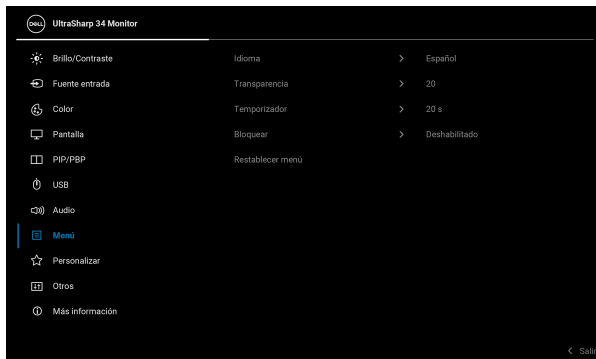 DELL UltraSharp 34 Monitor
Brillo/Contraste Idioma > Español
Fuente entrada Transparencia > 20
Color Temporizador > 20 s
Pantalla Bloquear > Deshabilitado
PIP/PBP Restablecer menú
USB
Audio
Menú
Personalizar
Otros
Más información
< Salir